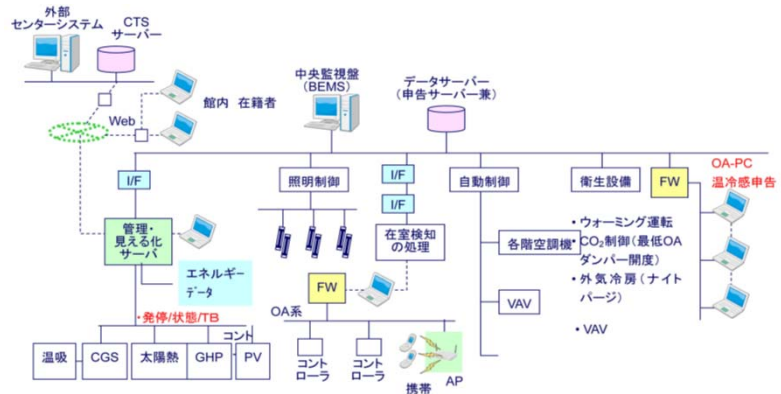 外部
センターシステム
CTS
サーバー
Web
館内 在籍者
中央監視盤
(BEMS)
データサーバー
(申告サーバー兼)
I/F
照明制御
I/F
I/F
在室検知
の処理
自動制御
衛生設備
FW
OA-PC
温冷感申告
管理・
見える化
サーバ
エネルギー
データ
・発停/状態/TB
コント
温吸
CGS
太陽熱
GHP
PV
FW
OA系
コント
ローラ
コント
ローラ
携帯
AP
各階空調機
VAV
・ウォーミング運転
・CO2制御(最低OA
ダンパー開度)
・外気冷房(ナイト
パージ)
・VAV